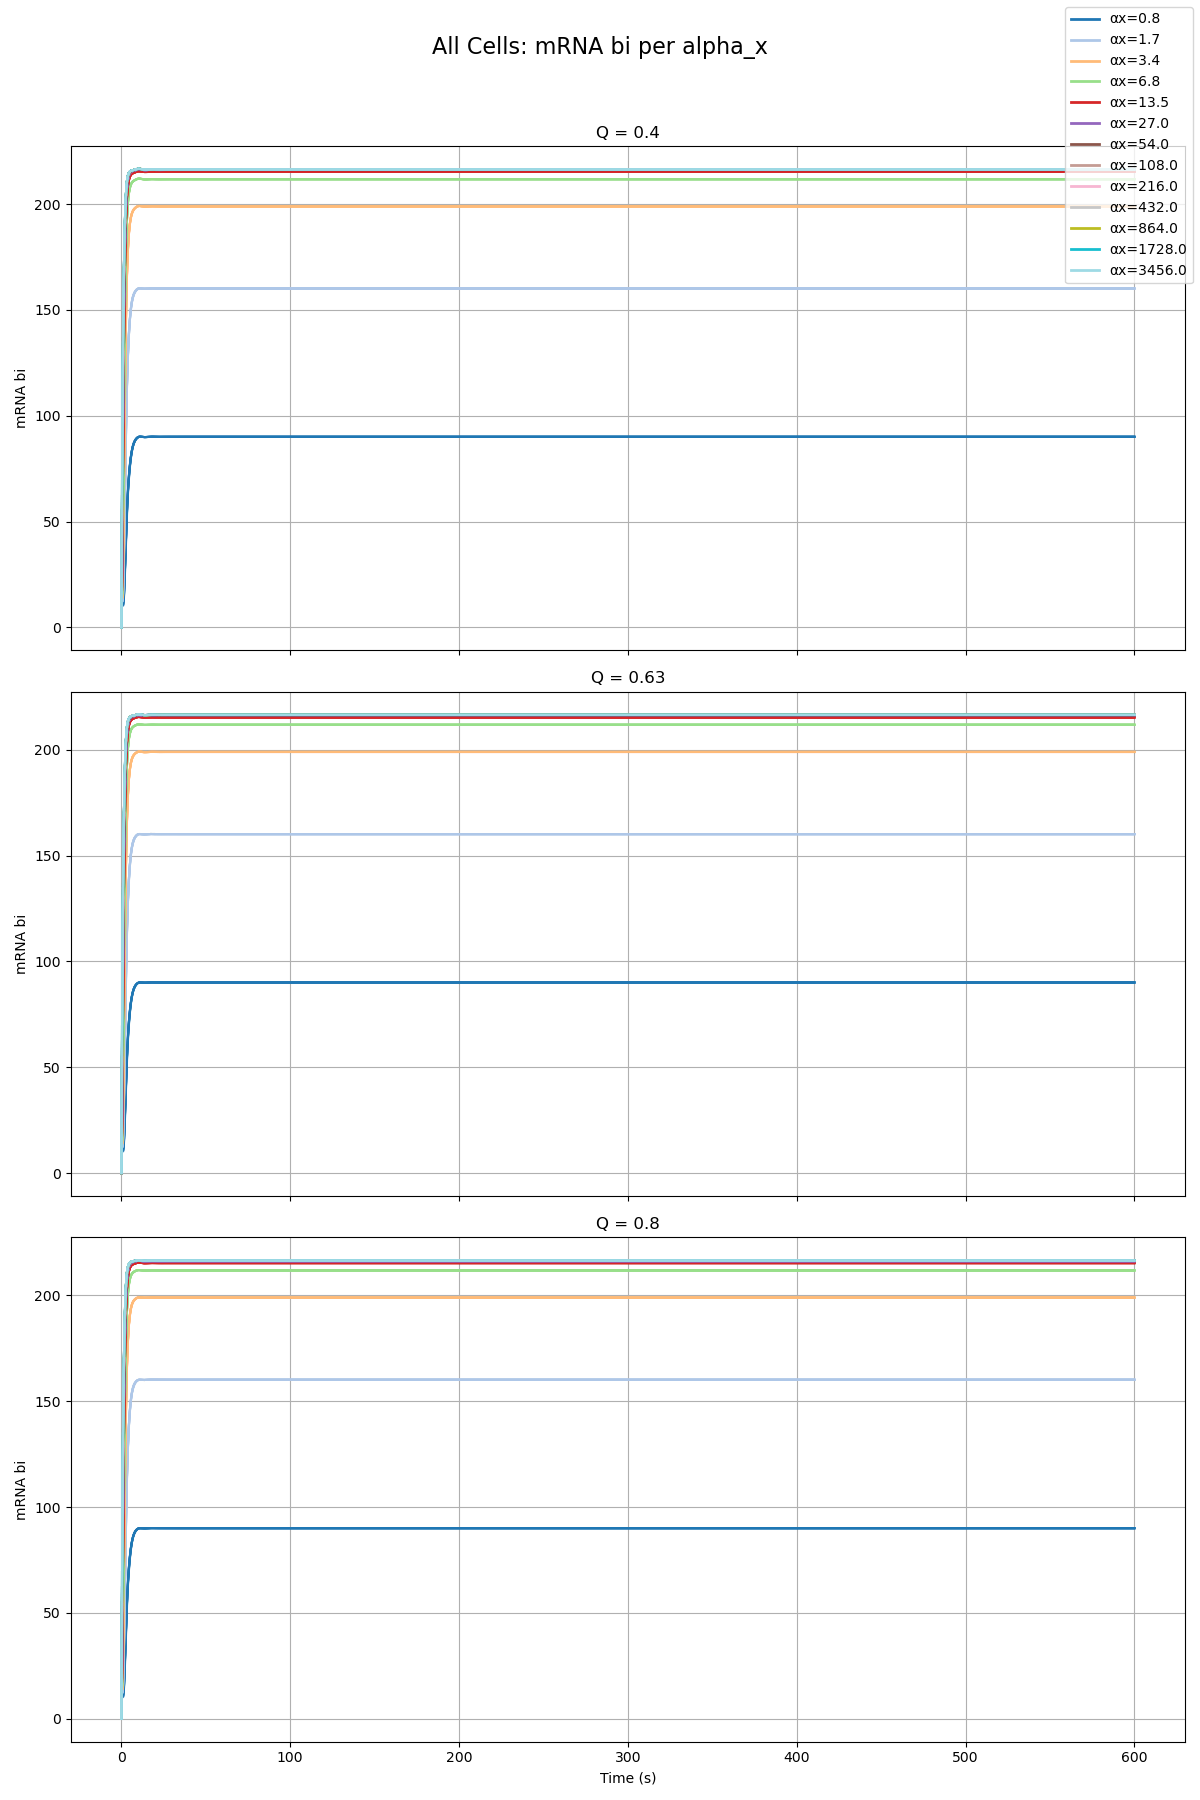 All Cells: mRNA bi per alpha_x
αx=0.8
αx=1.7
αx=3.4
αx=6.8
αx=13.5
αx=27.0
αx=54.0
αx=108.0
αx=216.0
αx=432.0
αx=864.0
αx=1728.0
αx=3456.0
Q = 0.4
200
150
100
50
0
mRNA bi
Q = 0.63
200
150
100
50
0
mRNA bi
Q = 0.8
200
150
100
50
0
mRNA bi
0 100 200 300 400 500 600
Time (s)